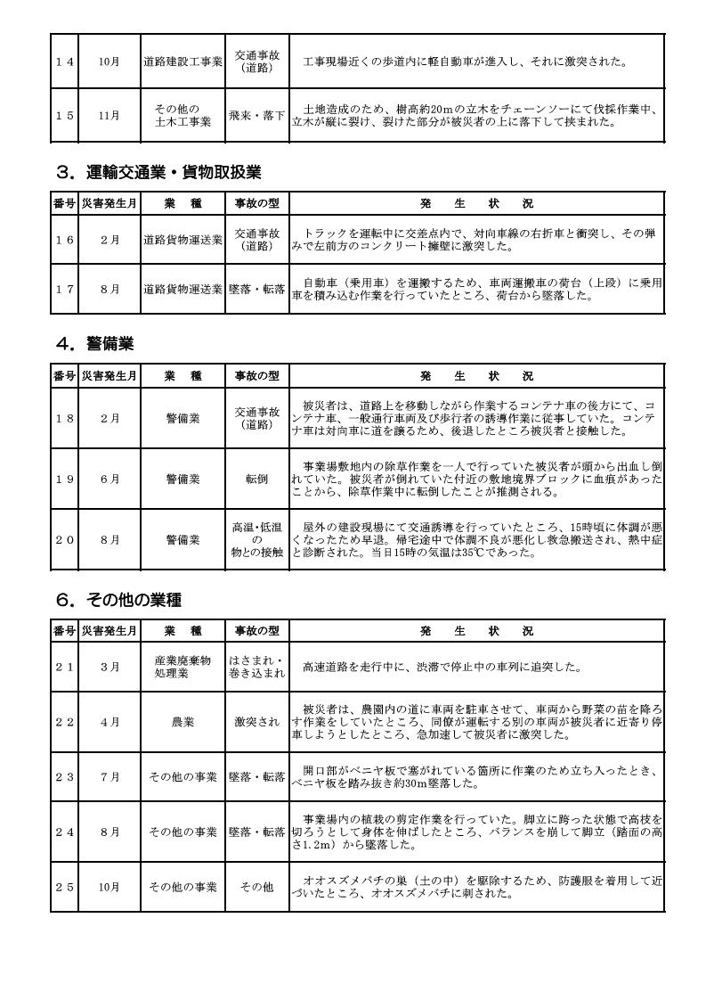 １４　10月　道路建設工事業　交通事故（道路）　工事現場近くの歩道内に軽自動車が進入し、それに激突された。
１５　11月　その他の土木工事業　飛来・落下　土地造成のため、樹高約20ｍの立木をチェーンソーにて伐採作業中、
立木が縦に裂け、裂けた部分が被災者の上に落下して挟まれた。
３．運輸交通業・貨物取扱業
番号　災害発生月　業　種　事故の型　発　生　状　況
１６　２月　道路貨物運送業　交通事故（道路）　トラックを運転中に交差点内で、対向車線の右折車と衝突し、その弾
みで左前方のコンクリート擁壁に激突した。
１７　８月　道路貨物運送業　墜落・転落　自動車（乗用車）を運搬するため、車両運搬車の荷台（上段）に乗用
車を積み込む作業を行っていたところ、荷台から墜落した。
４．警備業
番号　災害発生月　業　種　事故の型　発　生　状　況
１８　２月　警備業　交通事故（道路）　被災者は、道路上を移動しながら作業するコンテナ車の後方にて、コ
ンテナ車、一般通行車両及び歩行者の誘導作業に従事していた。コンテ
ナ車は対向車に道を譲るため、後退したところ被災者と接触した。
１９　６月　警備業　転倒　事業場敷地内の除草作業を一人で行っていた被災者が頭から出血し倒
れていた。被災者が倒れていた付近の敷地境界ブロックに血痕があった
ことから、除草作業中に転倒したことが推測される。
２０　８月　警備業　高温・低温の物との接触　屋外の建設現場にて交通誘導を行っていたところ、15時頃に体調が悪
くなったため早退。帰宅途中で体調不良が悪化し救急搬送され、熱中症
と診断された。当日15時の気温は35℃であった。
６．その他の業種
番号　災害発生月　業　種　事故の型　発　生　状　況
２１　３月　産業廃棄物処理業　はさまれ・巻き込まれ　高速道路を走行中に、渋滞で停止中の車列に追突した。
２２　４月　農業　激突され　被災者は、農園内の道に車両を駐車させて、車両から野菜の苗を降ろ
す作業をしていたところ、同僚が運転する別の車両が被災者に近寄り停
車しようとしたところ、急加速して被災者に激突した。
２３　７月　その他の事業　墜落・転落　開口部がベニヤ板で塞がれている箇所に作業のため立ち入ったとき、
ベニヤ板を踏み抜き約30ｍ墜落した。
２４　８月　その他の事業　墜落・転落　事業場内の植栽の剪定作業を行っていた。脚立に跨った状態で高枝を
切ろうとして身体を伸ばしたところ、バランスを崩して脚立（踏面の高
さ1.2ｍ）から墜落した。
２５　10月　その他の事業　その他　オオスズメバチの巣（土の中）を駆除するため、防護服を着用して近
づいたところ、オオスズメバチに刺された。